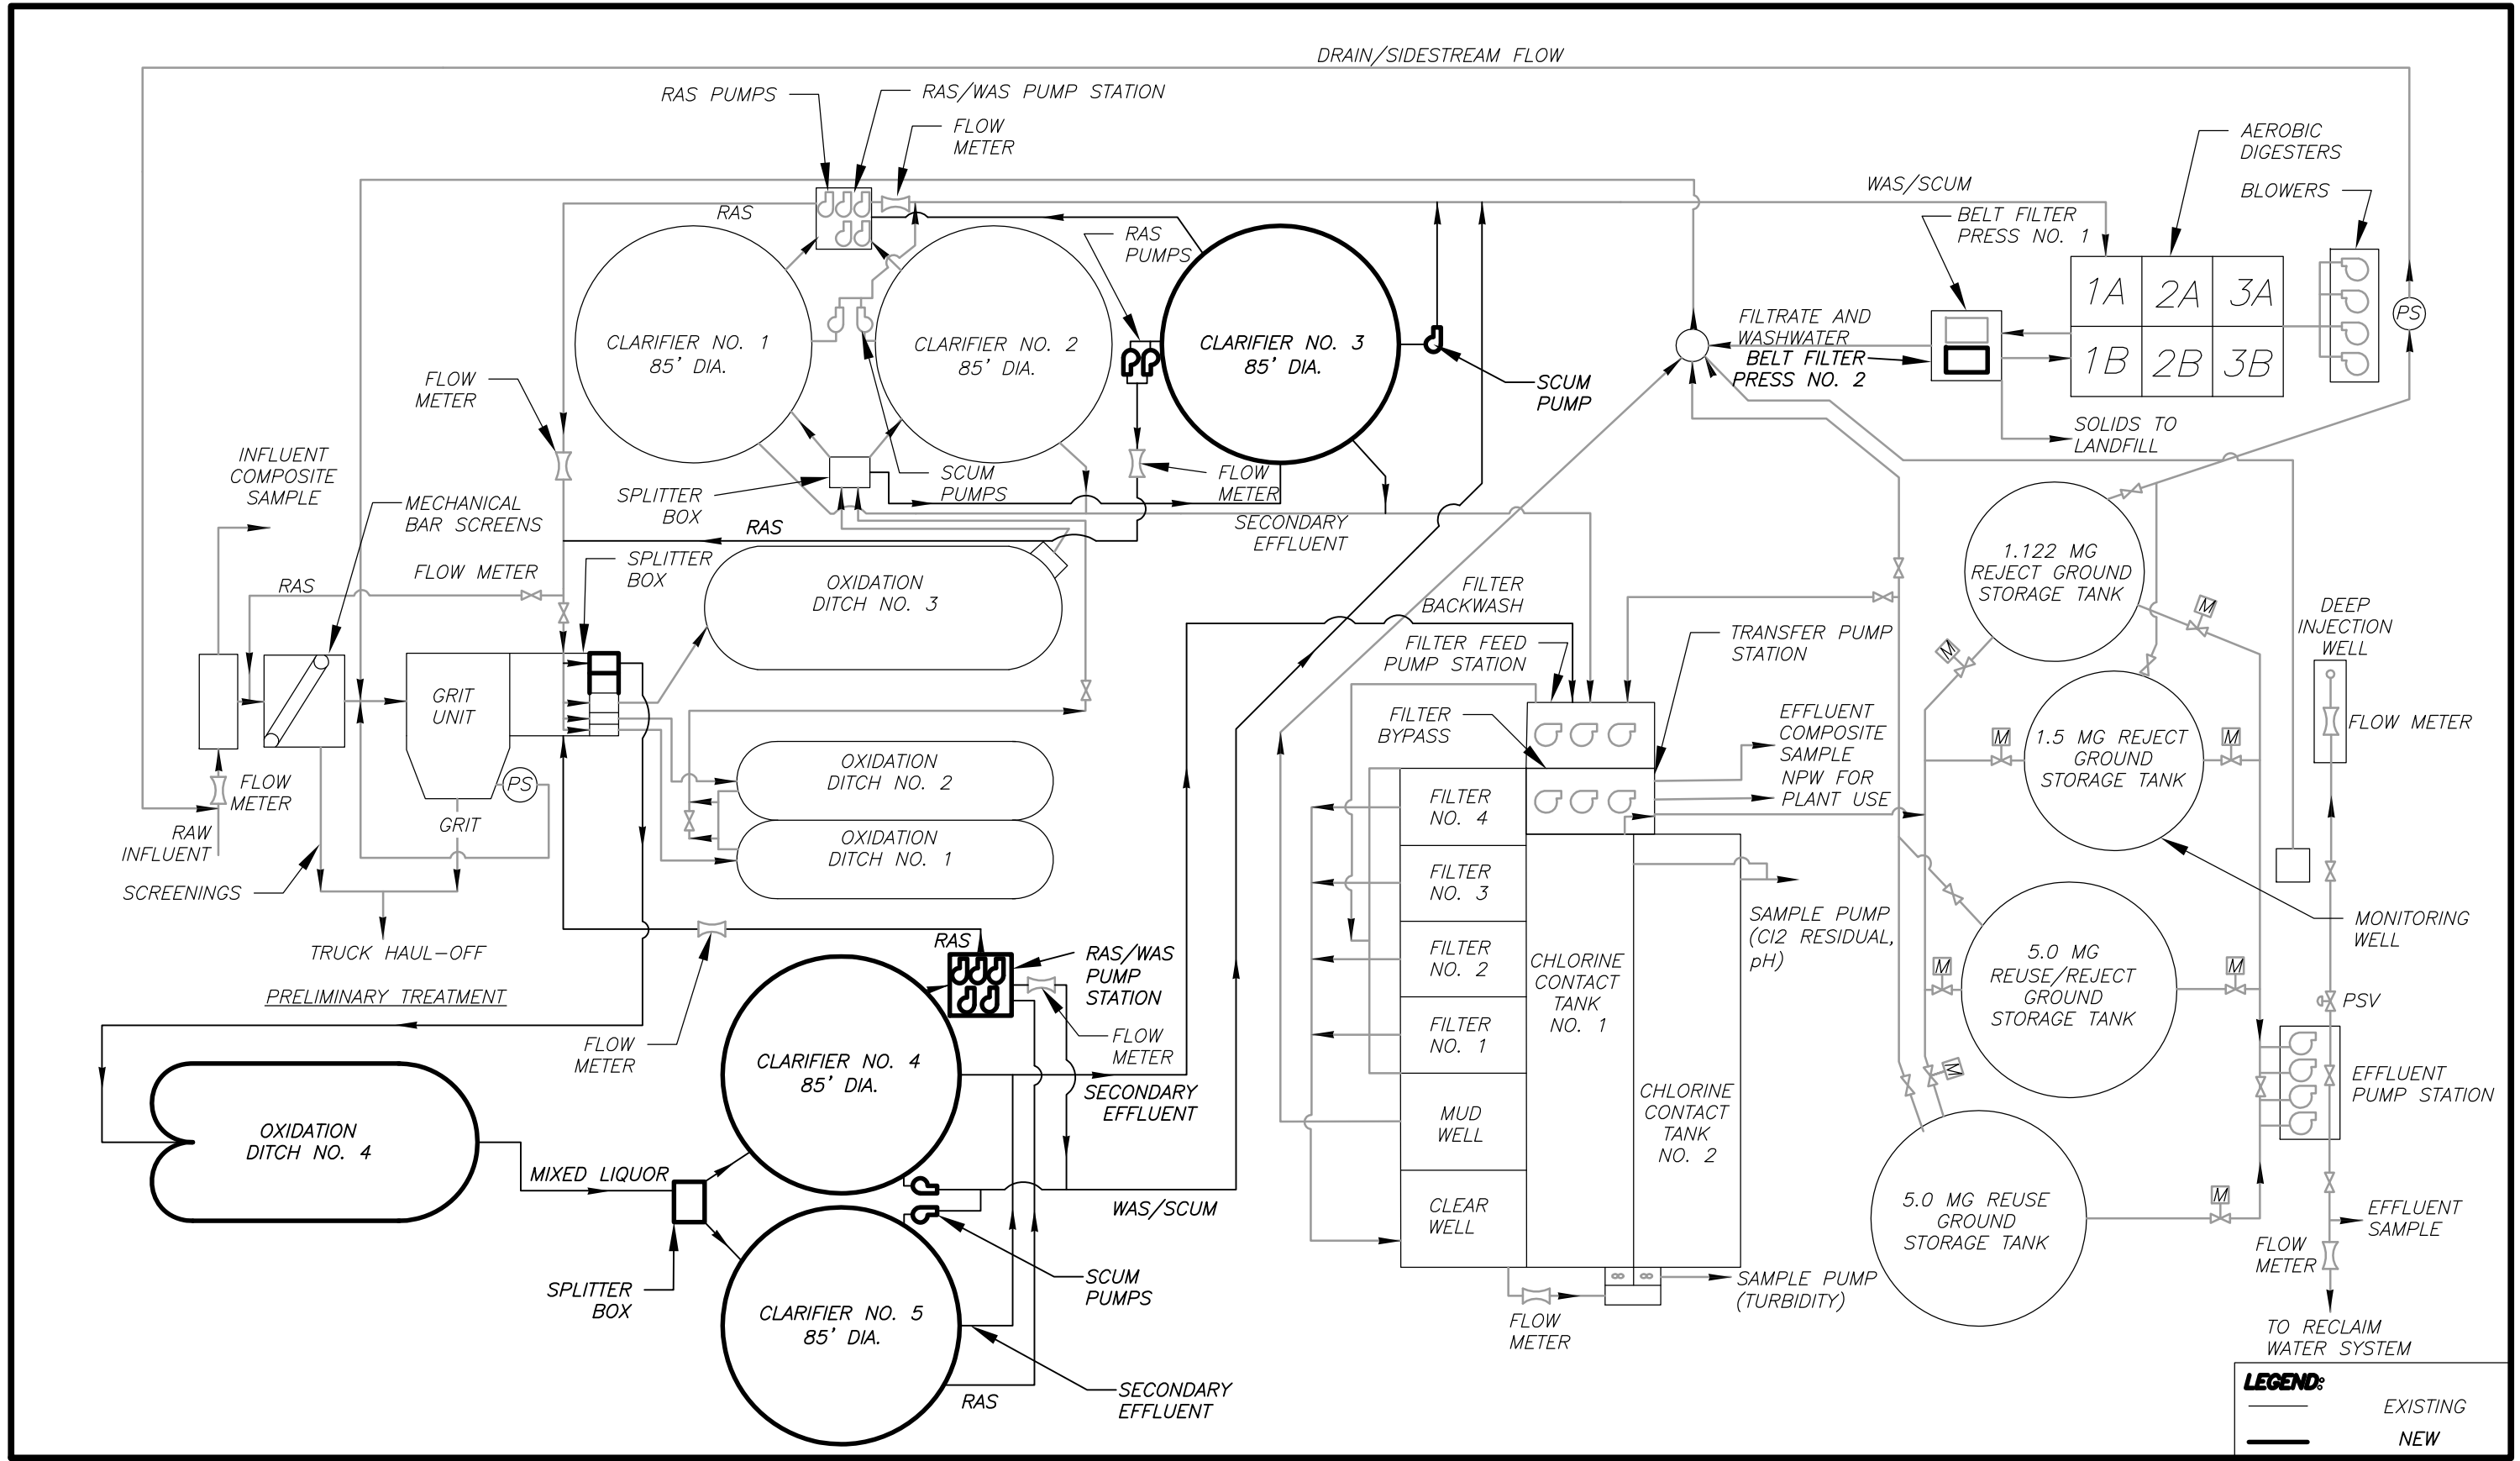 DRAIN/SIDESTREAM FLOW
RAS PUMPS
RAS/WAS PUMP STATION
FLOW
METER
AEROBIC
DIGESTERS
WAS/SCUM
BLOWERS
RAS
BELT FILTER
PRESS NO. 1
RAS
PUMPS
1A
2A
3A
PS
FILTRATE AND
WASHWATER
CLARIFIER NO. 1
85' DIA.
CLARIFIER NO. 2
85' DIA.
CLARIFIER NO. 3
85' DIA.
BELT FILTER
PRESS NO. 2
1B
2B
3B
FLOW
METER
SCUM
PUMP
SOLIDS TO
LANDFILL
INFLUENT
COMPOSITE
SAMPLE
MECHANICAL
BAR SCREENS
SPLITTER
BOX
SCUM
PUMPS
FLOW
METER
SECONDARY
EFFLUENT
RAS
SPLITTER
BOX
FLOW METER
RAS
OXIDATION
DITCH NO. 3
FILTER
BACKWASH
1.122 MG
REJECT GROUND
STORAGE TANK
M
DEEP
INJECTION
WELL
FILTER FEED
PUMP STATION
TRANSFER PUMP
STATION
M
GRIT
UNIT
FILTER
BYPASS
EFFLUENT
COMPOSITE
SAMPLE
FLOW METER
M
1.5 MG REJECT
GROUND
STORAGE TANK
M
OXIDATION
DITCH NO. 2
PS
FLOW
METER
NPW FOR
PLANT USE
FILTER
NO. 4
GRIT
RAW
INFLUENT
OXIDATION
DITCH NO. 1
SCREENINGS
FILTER
NO. 3
SAMPLE PUMP
(Cl2 RESIDUAL,
pH)
MONITORING
WELL
TRUCK HAUL-OFF
RAS
RAS/WAS
PUMP
STATION
FILTER
NO. 2
CHLORINE
CONTACT
TANK
NO. 1
M
5.0 MG
REUSE/REJECT
GROUND
STORAGE TANK
M
PRELIMINARY TREATMENT
PSV
FLOW
METER
FLOW
METER
FILTER
NO. 1
CLARIFIER NO. 4
85' DIA.
SECONDARY
EFFLUENT
M
EFFLUENT
PUMP STATION
CHLORINE
CONTACT
TANK
NO. 2
OXIDATION
DITCH NO. 4
MUD
WELL
MIXED LIQUOR
WAS/SCUM
CLEAR
WELL
5.0 MG REUSE
GROUND
STORAGE TANK
M
EFFLUENT
SAMPLE
FLOW
METER
SPLITTER
BOX
SCUM
PUMPS
SAMPLE PUMP
(TURBIDITY)
CLARIFIER NO. 5
85' DIA.
FLOW
METER
TO RECLAIM
WATER SYSTEM
SECONDARY
EFFLUENT
RAS
LEGEND:
EXISTING
NEW